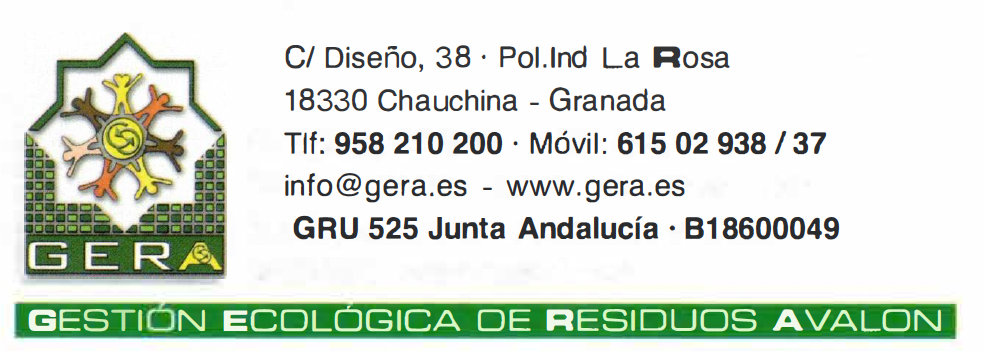 C/ Diseño, 38 · Pol.Ind La Rosa
18330 Chauchina - Granada
Tlf: 958 210 200 · Móvil: 615 02 938 / 37
info@gera.es - www.gera.es
GRU 525 Junta Andalucía · B18600049
GERA
GESTIÓN ECOLÓGICA DE RESIDUOS AVALON